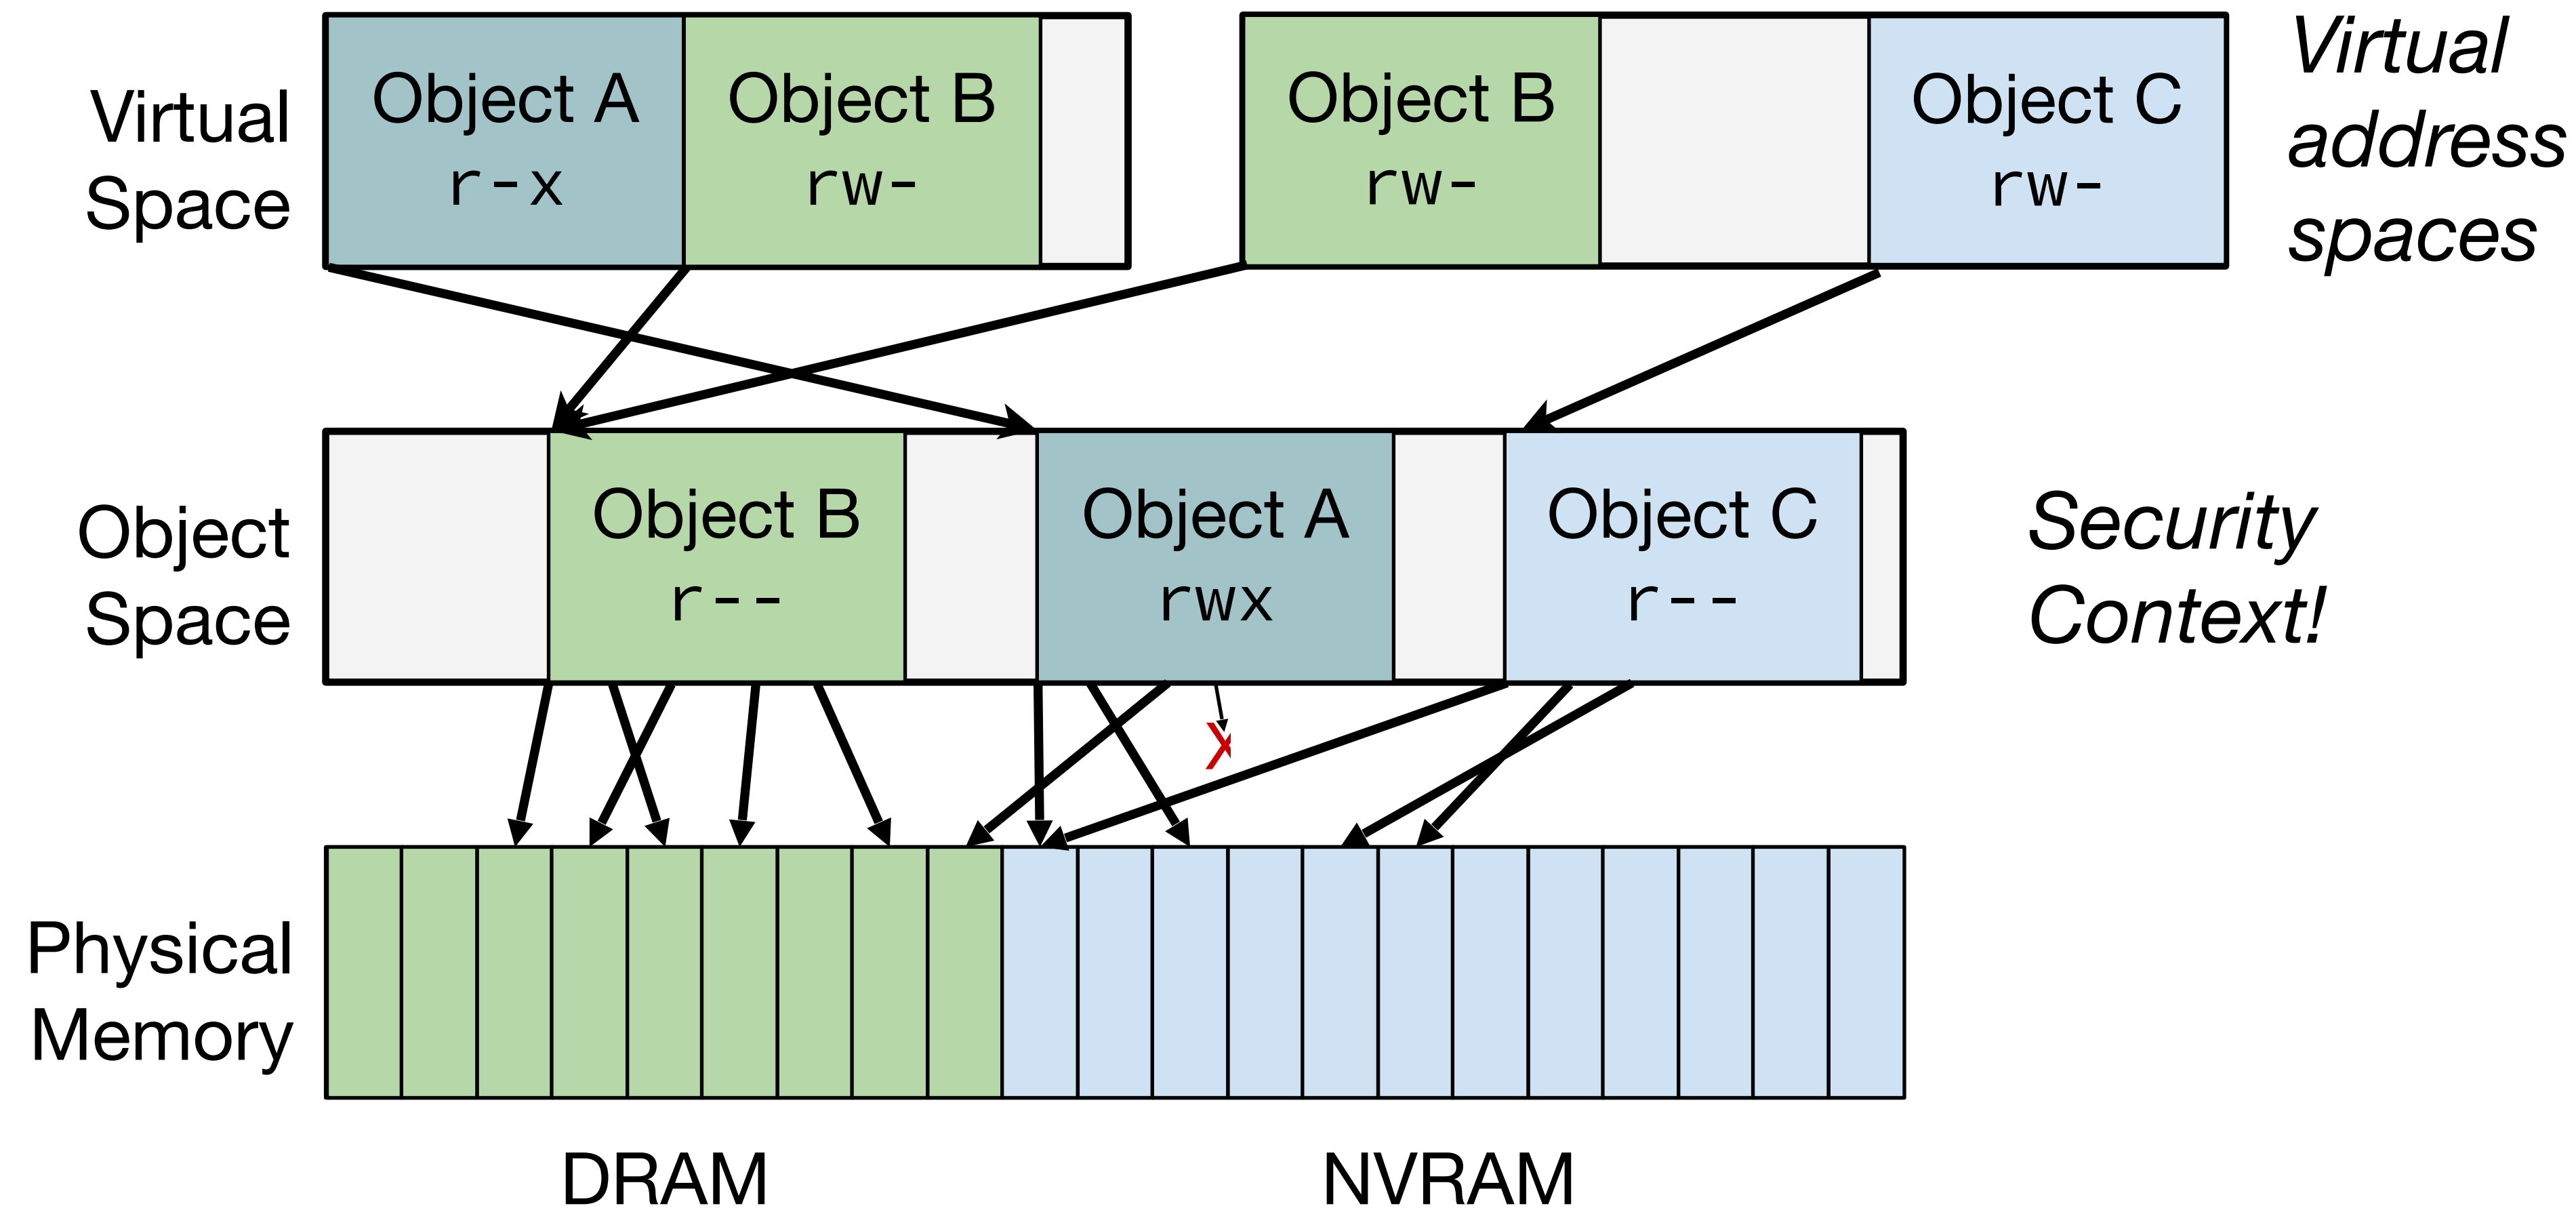 Virtual
Space
Object A
r-x
Object B
rw-
Object B
rw-
Object C
rw-
Virtual
address
spaces
Object
Space
Object B
r--
Object A
rwx
Object C
r--
Security
Context!
X
Physical
Memory
DRAM
NVRAM